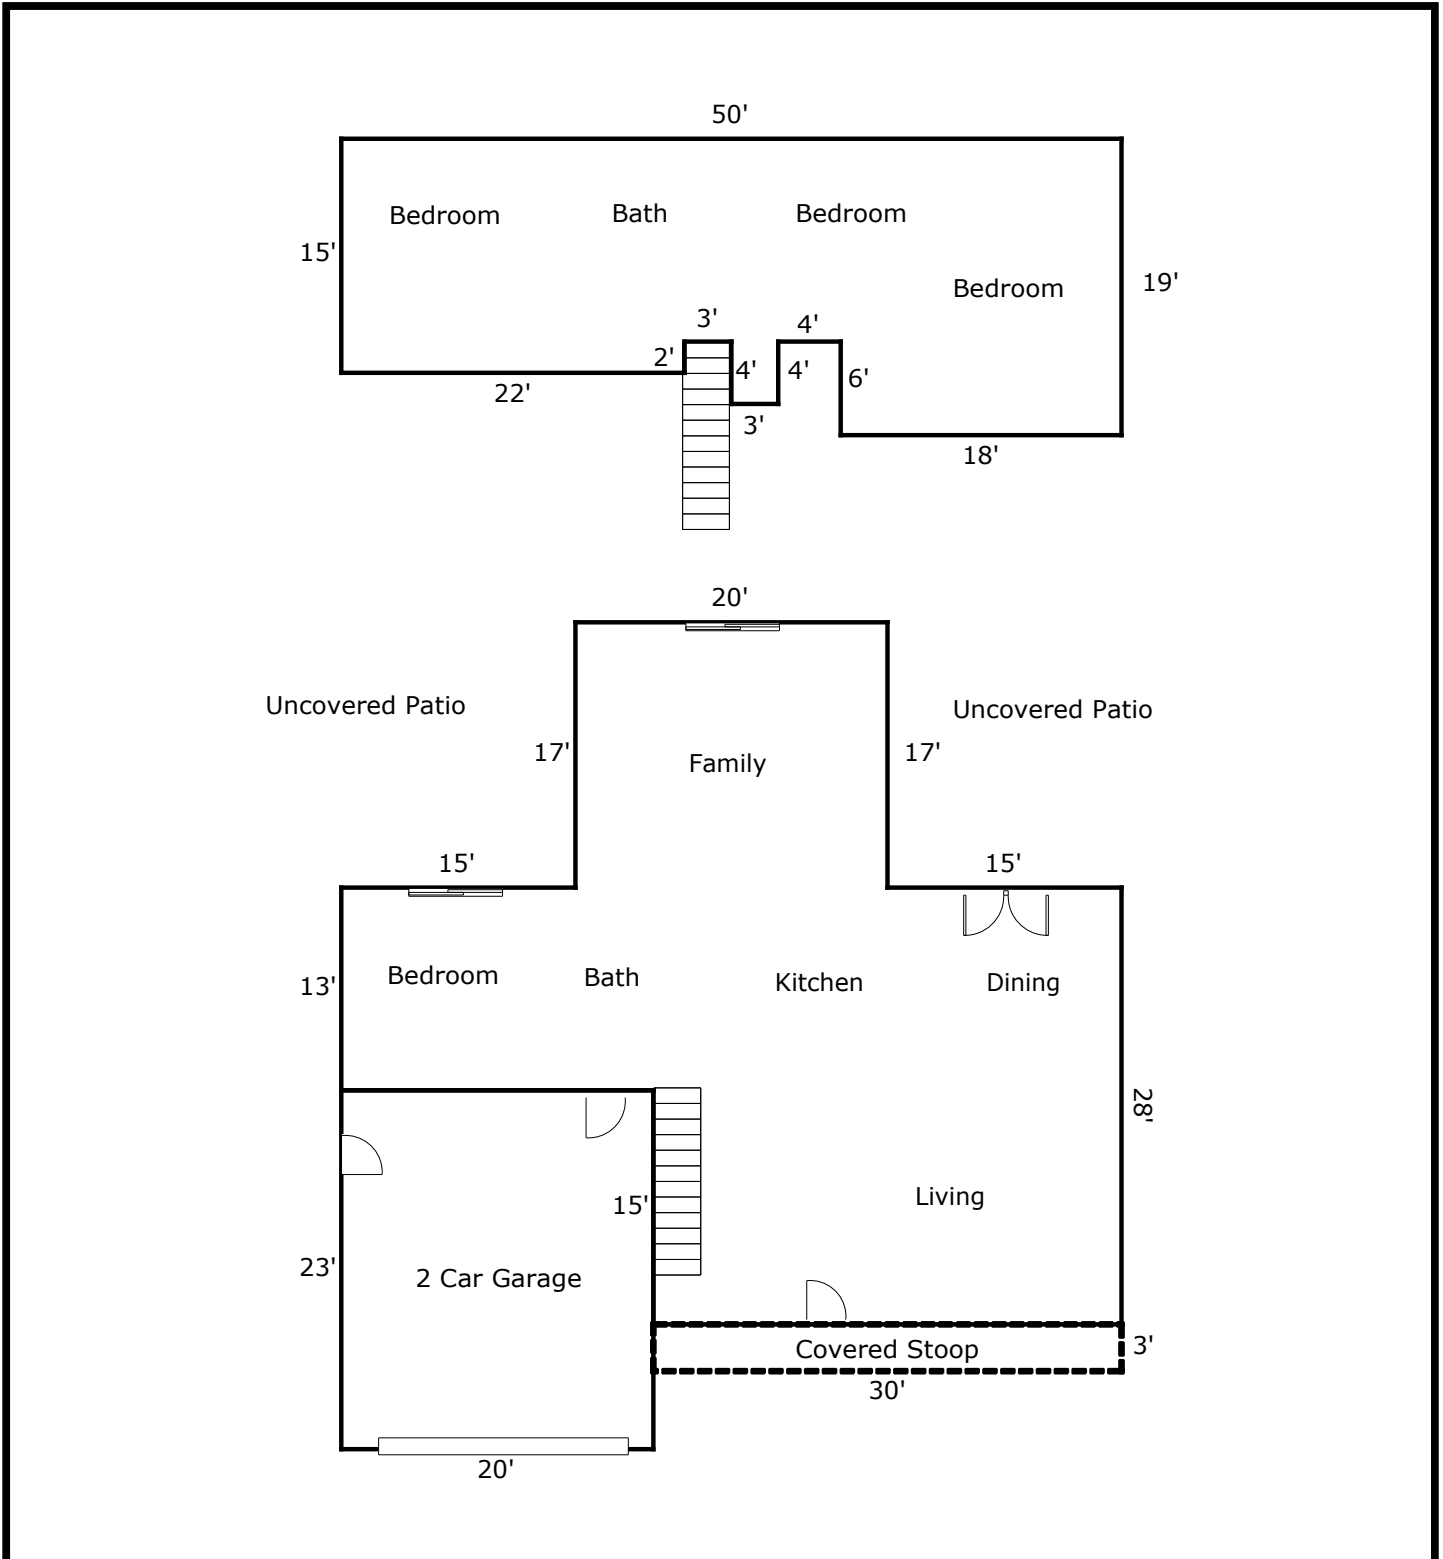 50'
Bedroom
Bath
Bedroom
15'
19'
Bedroom
3'
4'
2'
4'
4'
6'
22'
3'
18'
20'
Uncovered Patio
Uncovered Patio
17'
17'
Family
15'
15'
13'
Bedroom
Bath
Kitchen
Dining
28'
15'
Living
23'
2 Car Garage
Covered Stoop
3'
30'
20'